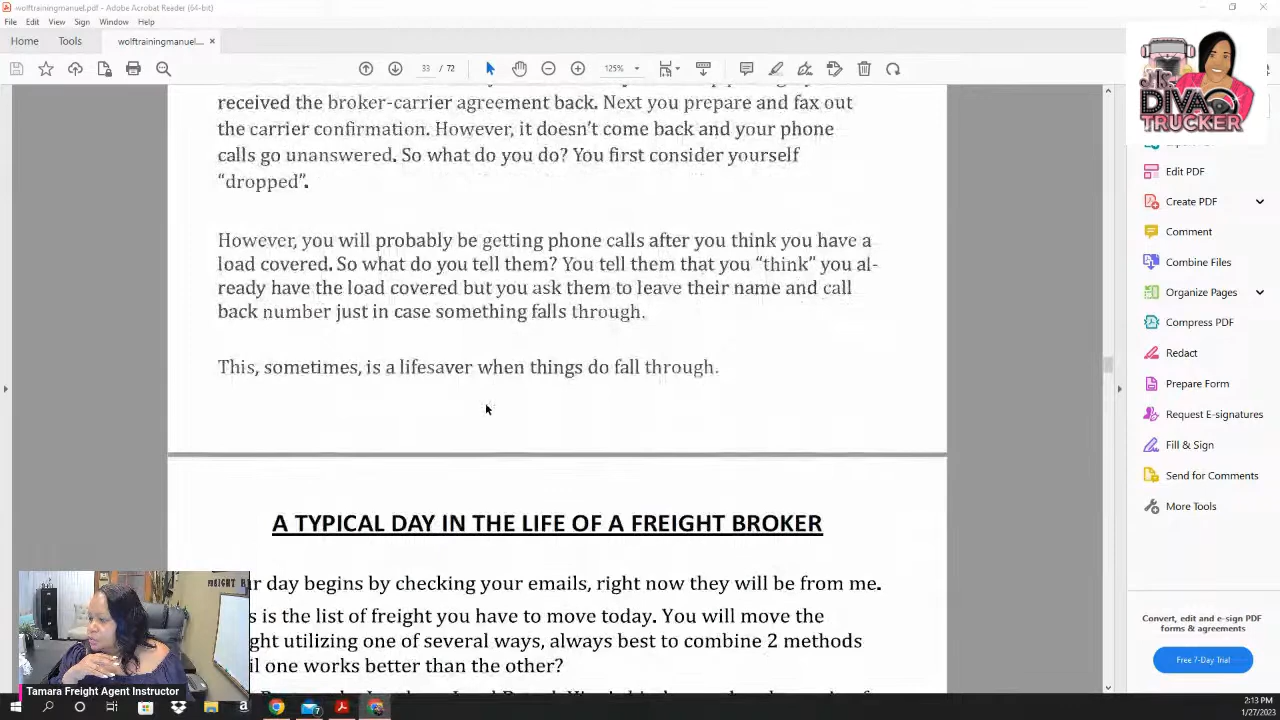 wolftrainingmanuel.pdf - Adobe Acrobat Reader (64-bit)
File Edit View Sign Window Help
Home Tools wolftrainingmanuel...
33 / 72 125%
received the broker-carrier agreement back. Next you prepare and fax out
the carrier confirmation. However, it doesn't come back and your phone
calls go unanswered. So what do you do? You first consider yourself
"dropped".
However, you will probably be getting phone calls after you think you have a
load covered. So what do you tell them? You tell them that you "think" you al-
ready have the load covered but you ask them to leave their name and call
back number just in case something falls through.
This, sometimes, is a lifesaver when things do fall through.
A TYPICAL DAY IN THE LIFE OF A FREIGHT BROKER
day begins by checking your emails, right now they will be from me.
is the list of freight you have to move today. You will move the
utilizing one of several ways, always best to combine 2 methods
one works better than the other?
DIVA
TRUCKER
Edit PDF
Create PDF
Comment
Combine Files
Organize Pages
Compress PDF
Redact
Prepare Form
Request E-signatures
Fill & Sign
Send for Comments
More Tools
Convert, edit and e-sign PDF
forms & agreements
Free 7-Day Trial
FREIGHT
Tamara Freight Agent Instructor
7
2:13 PM
1/27/2023